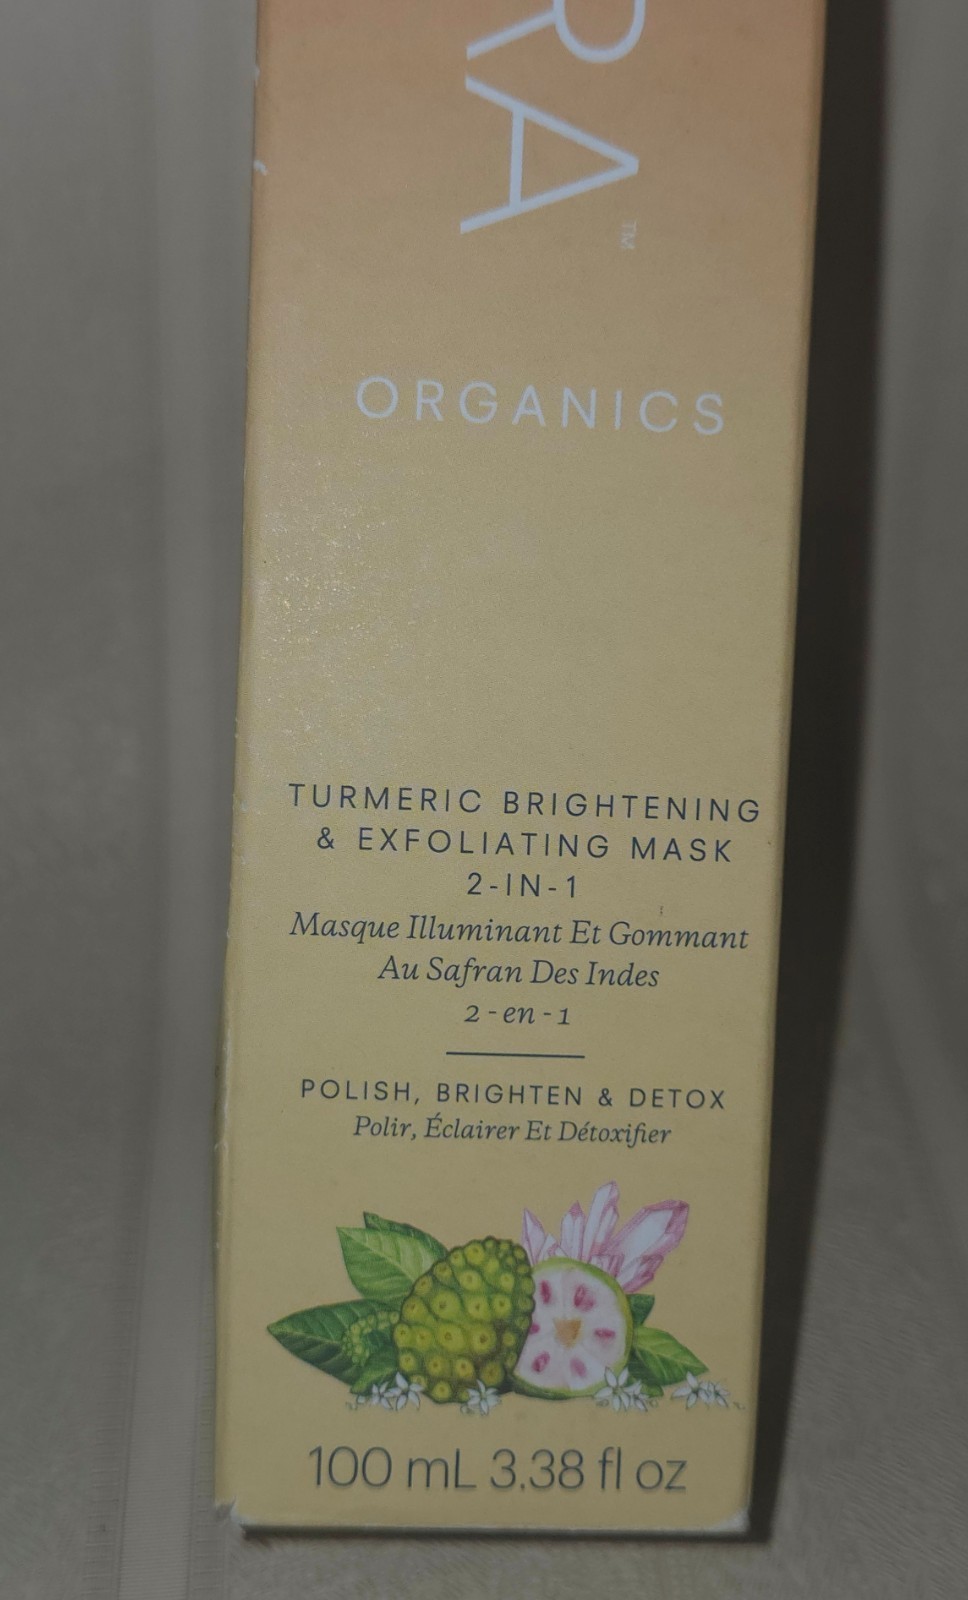 RA
™
ORGANICS
TURMERIC BRIGHTENING
& EXFOLIATING MASK
2-IN-1
Masque Illuminant Et Gommant
Au Safran Des Indes
2-en-1
POLISH, BRIGHTEN & DETOX
Polir, Éclairer Et Détoxifier
100 mL 3.38 fl oz